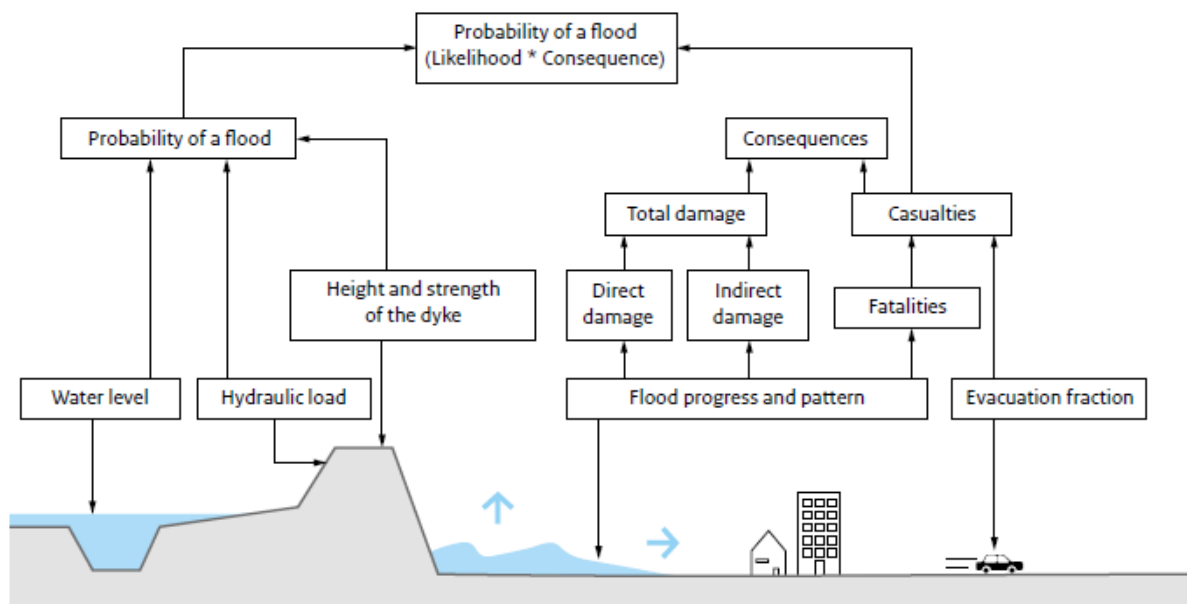 Probability of a flood
(Likelihood * Consequence)
Probability of a flood
Consequences
Total damage
Casualties
Height and strength
of the dyke
Direct
damage
Indirect
damage
Fatalities
Water level
Hydraulic load
Flood progress and pattern
Evacuation fraction